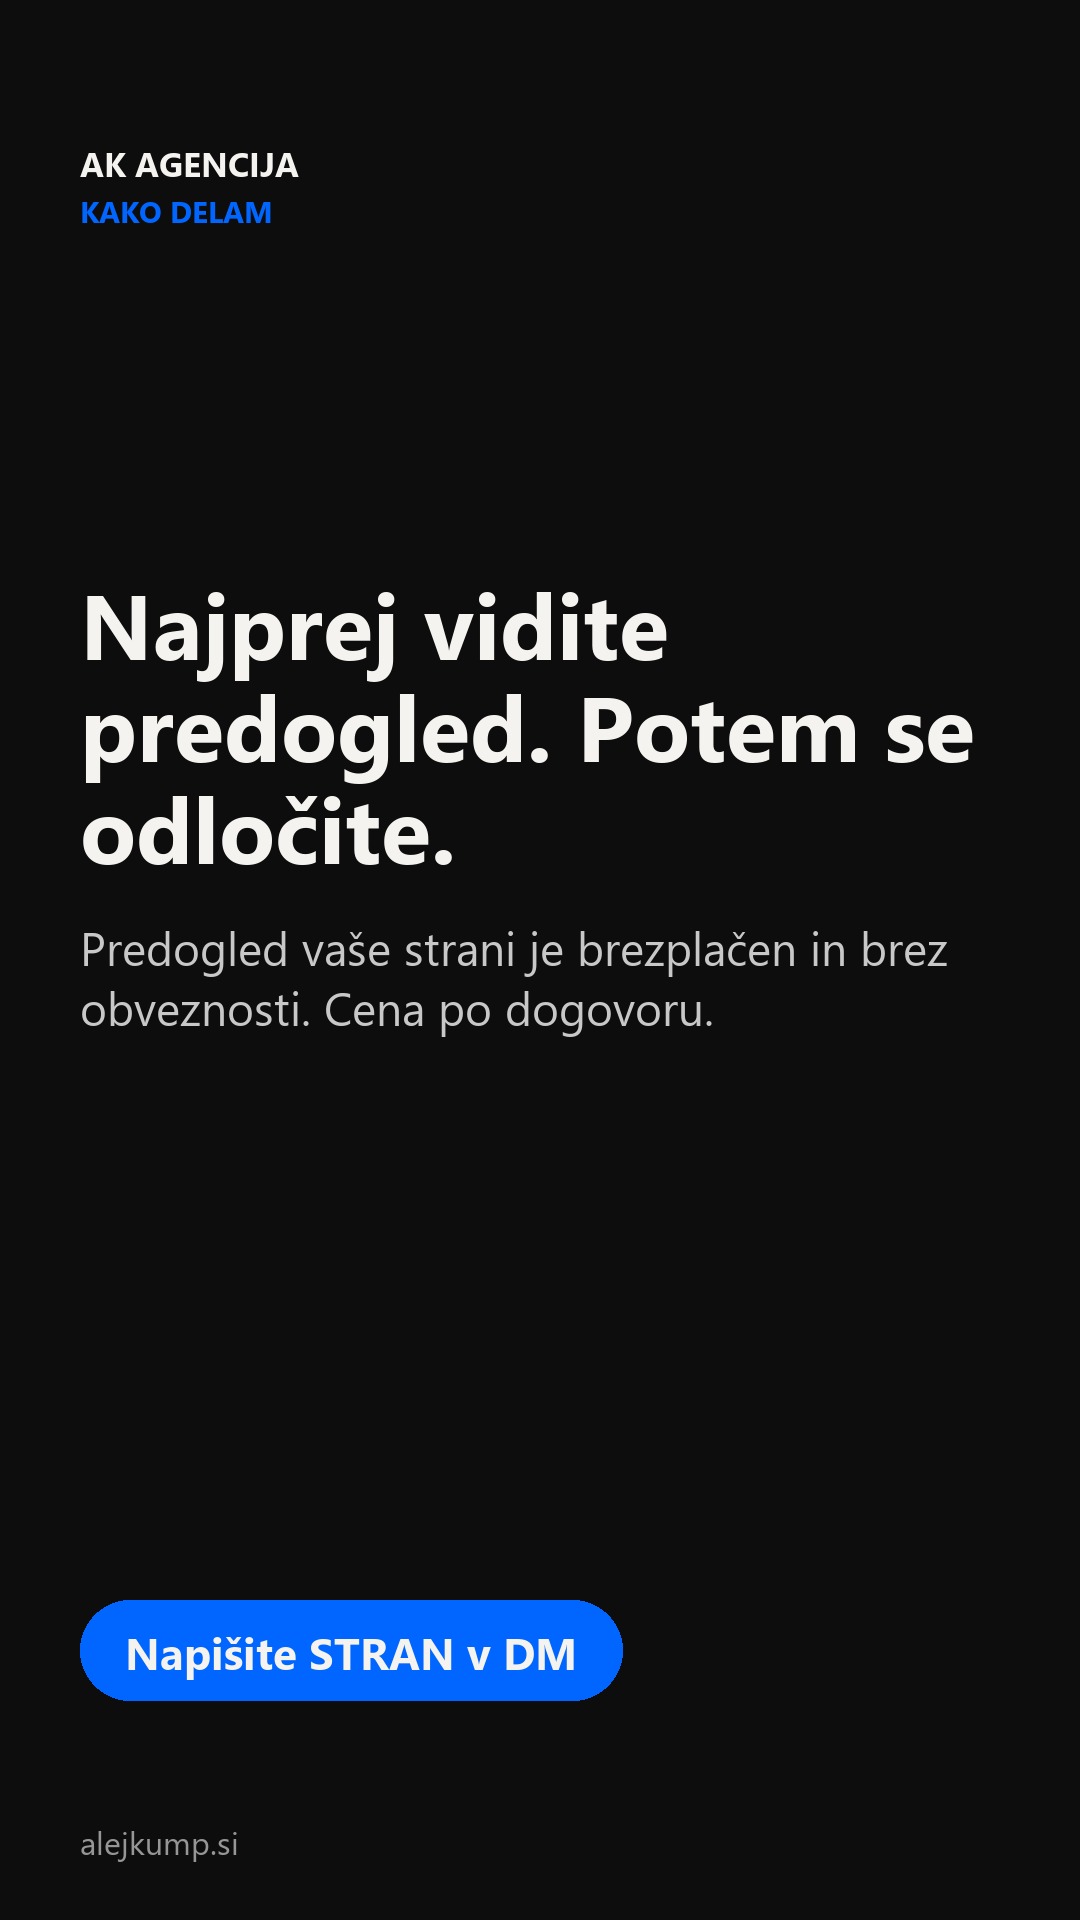 AK AGENCIJA
KAKO DELAM
Najprej vidite
predogled. Potem se
odločite.
Predogled vaše strani je brezplačen in brez
obveznosti. Cena po dogovoru.
Napišite STRAN v DM
alejkump.si